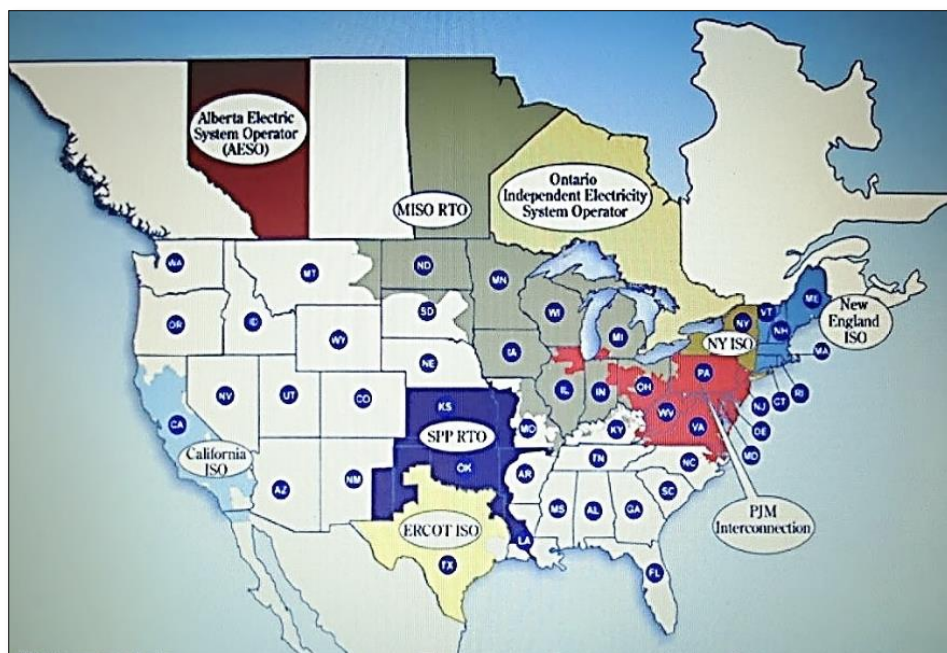 Alberta Electric
System Operator
(AESO)
Ontario
Independent Electricity
System Operator
MISO RTO
WA
MT
ND
MN
OR
ID
SD
WI
MI
WY
NY
VT
ME
NH
New
England
ISO
NY ISO
MA
IA
NE
PA
NV
UT
CO
IL
IN
OH
RI
CT
NJ
CA
KS
MO
KY
WV
VA
DE
MD
California
ISO
SPP RTO
OK
TN
NC
AZ
NM
AR
SC
MS
AL
GA
PJM
Interconnection
ERCOT ISO
LA
TX
FL